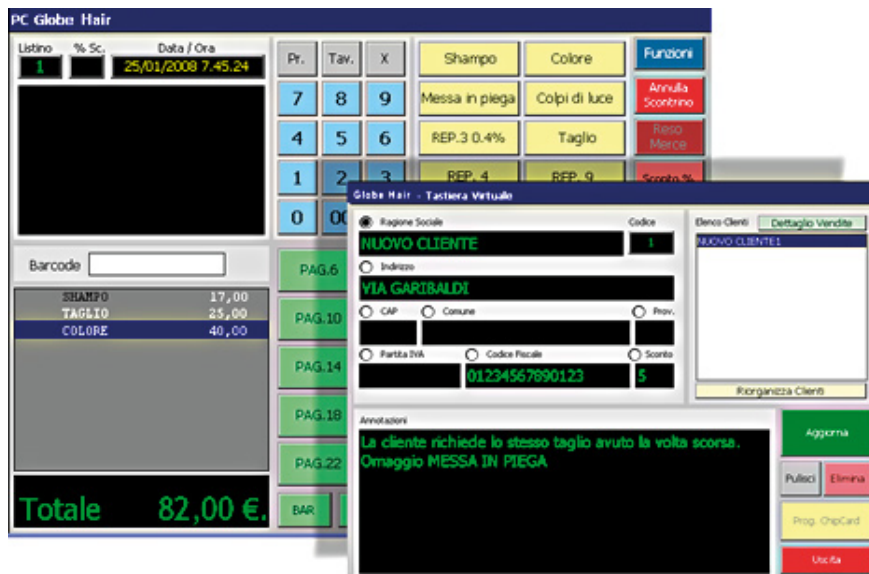 PC Globe Hair
Listino % Sc. Data / Ora
1 25/01/2008 7.45.24
Pr. Tav. X
7 8 9
4 5 6
1 2 3
0 00
Shampo Colore
Messa in piega Colpi di luce
REP.3 0.4% Taglio
REP. 4 REP. 9
Funzioni
Annulla Scontrino
Reso Merce
Sconto %
Barcode
SHAMPO 17,00
TAGLIO 25,00
COLORE 40,00
Totale 82,00 €.
PAG.6
PAG.10
PAG.14
PAG.18
PAG.22
BAR
Globe Hair - Tastiera Virtuale
Ragione Sociale Codice
NUOVO CLIENTE 1
Indirizzo
VIA GARIBALDI
CAP Comune Prov.
Partita IVA Codice Fiscale Sconto
01234567890123 5
Elenco Clienti Dettaglio Vendite
NUOVO CLIENTE1
Riorganizza Clienti
Annotazioni
La cliente richiede lo stesso taglio avuto la volta scorsa.
Omaggio MESSA IN PIEGA
Aggiorna
Pulisci Elimina
Prog. ChipCard
Uscita